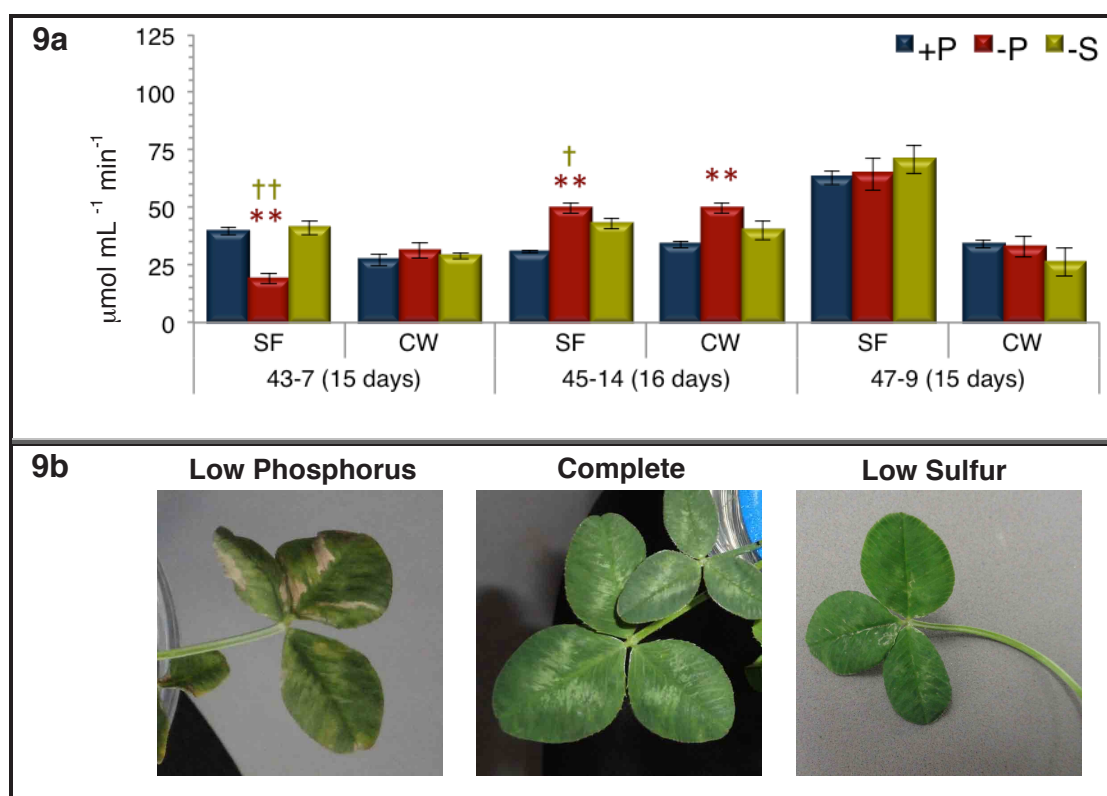 9a
125
100
75
50
25
0
µmol mL⁻¹ min⁻¹
+P -P -S
††
**
†
**
**
SF CW SF CW SF CW
43-7 (15 days) 45-14 (16 days) 47-9 (15 days)
9b
Low Phosphorus Complete Low Sulfur